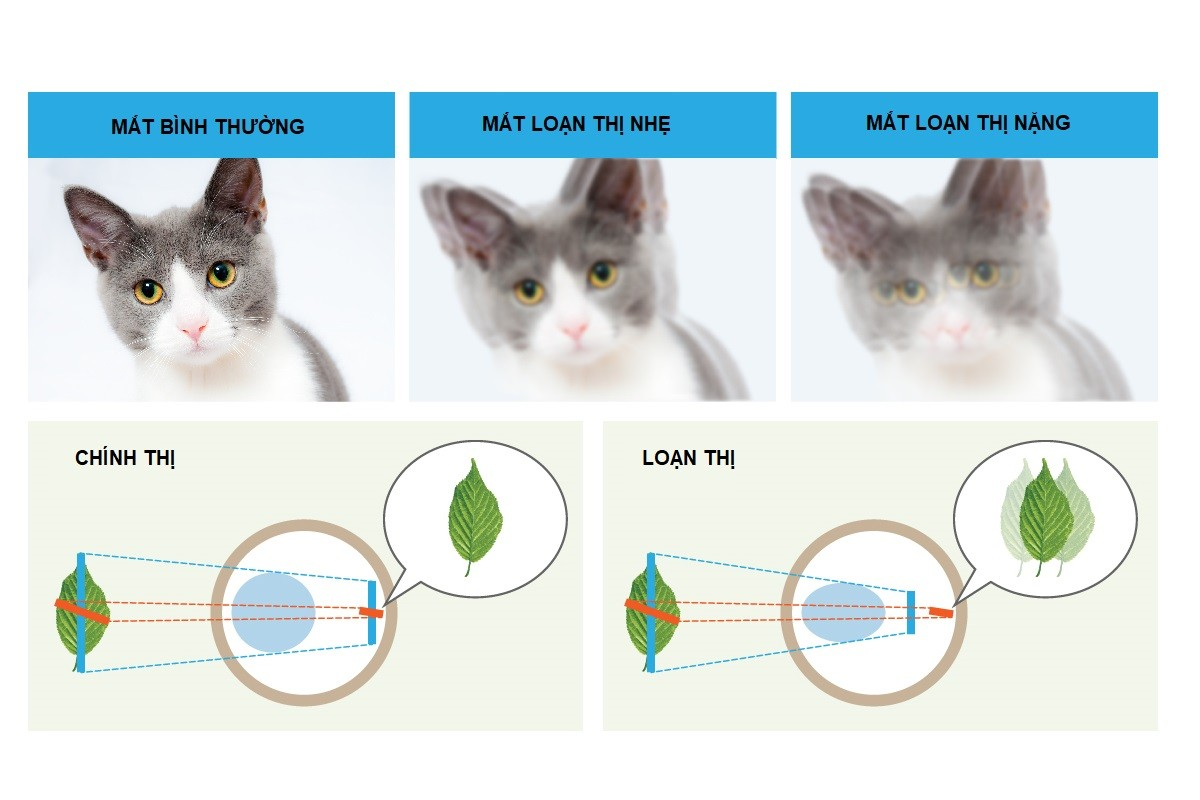 MẮT BÌNH THƯỜNG
MẮT LOẠN THỊ NHẸ
MẮT LOẠN THỊ NẶNG
CHÍNH THỊ
LOẠN THỊ